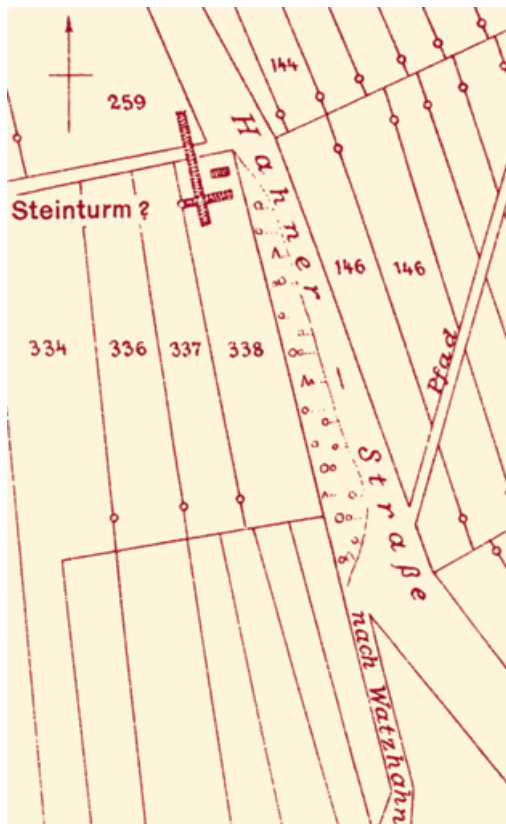 144
259
Hahner Straße
Steinturm ?
146
146
334
336
337
338
Pfad
nach Watzhahn